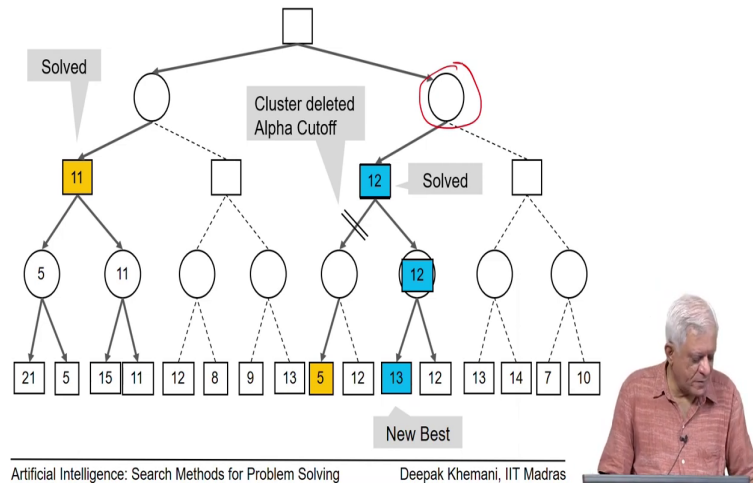 Solved
Cluster deleted
Alpha Cutoff
11
12
Solved
5
11
12
21 5 15 11 12 8 9 13 5 12 13 12 13 14 7 10
New Best
Artificial Intelligence: Search Methods for Problem Solving Deepak Khemani, IIT Madras